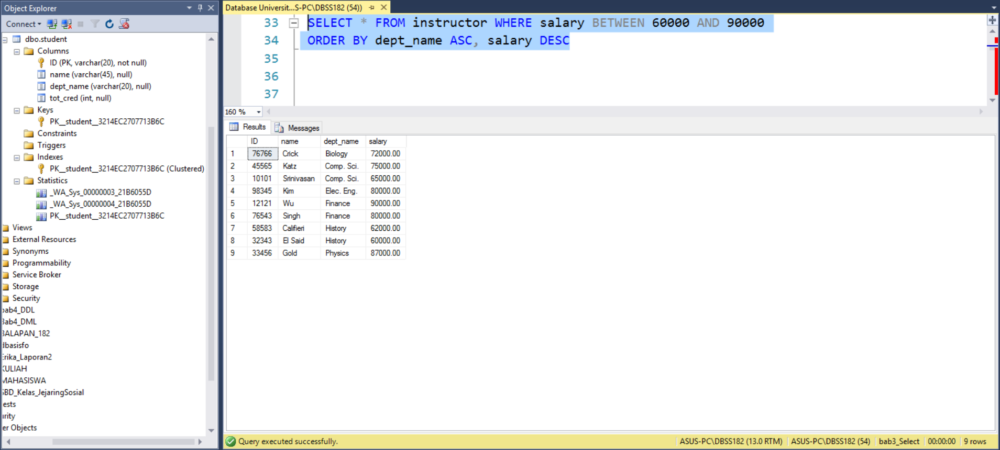 Object Explorer
Connect
dbo.student
Columns
ID (PK, varchar(20), not null)
name (varchar(45), null)
dept_name (varchar(20), null)
tot_cred (int, null)
Keys
PK__student__3214EC2707713B6C
Constraints
Triggers
Indexes
PK__student__3214EC2707713B6C (Clustered)
Statistics
_WA_Sys_00000003_21B6055D
_WA_Sys_00000004_21B6055D
PK__student__3214EC2707713B6C
Views
External Resources
Synonyms
Programmability
Service Broker
Storage
Security
bab4_DDL
Bab4_DML
BALAPAN_182
dbasisfo
Erika_Laporan2
KULIAH
MAHASISWA
SBD_Kelas_JejaringSosial
ests
urity
er Objects
Database Universit...S-PC\DBSS182 (54))
33 SELECT * FROM instructor WHERE salary BETWEEN 60000 AND 90000
34 ORDER BY dept_name ASC, salary DESC
35
36
37
160 %
Results Messages
ID name dept_name salary
1 76766 Crick Biology 72000.00
2 45565 Katz Comp. Sci. 75000.00
3 10101 Srinivasan Comp. Sci. 65000.00
4 98345 Kim Elec. Eng. 80000.00
5 12121 Wu Finance 90000.00
6 76543 Singh Finance 80000.00
7 58583 Califieri History 62000.00
8 32343 El Said History 60000.00
9 33456 Gold Physics 87000.00
Query executed successfully. ASUS-PC\DBSS182 (13.0 RTM) ASUS-PC\DBSS182 (54) bab3_Select 00:00:00 9 rows